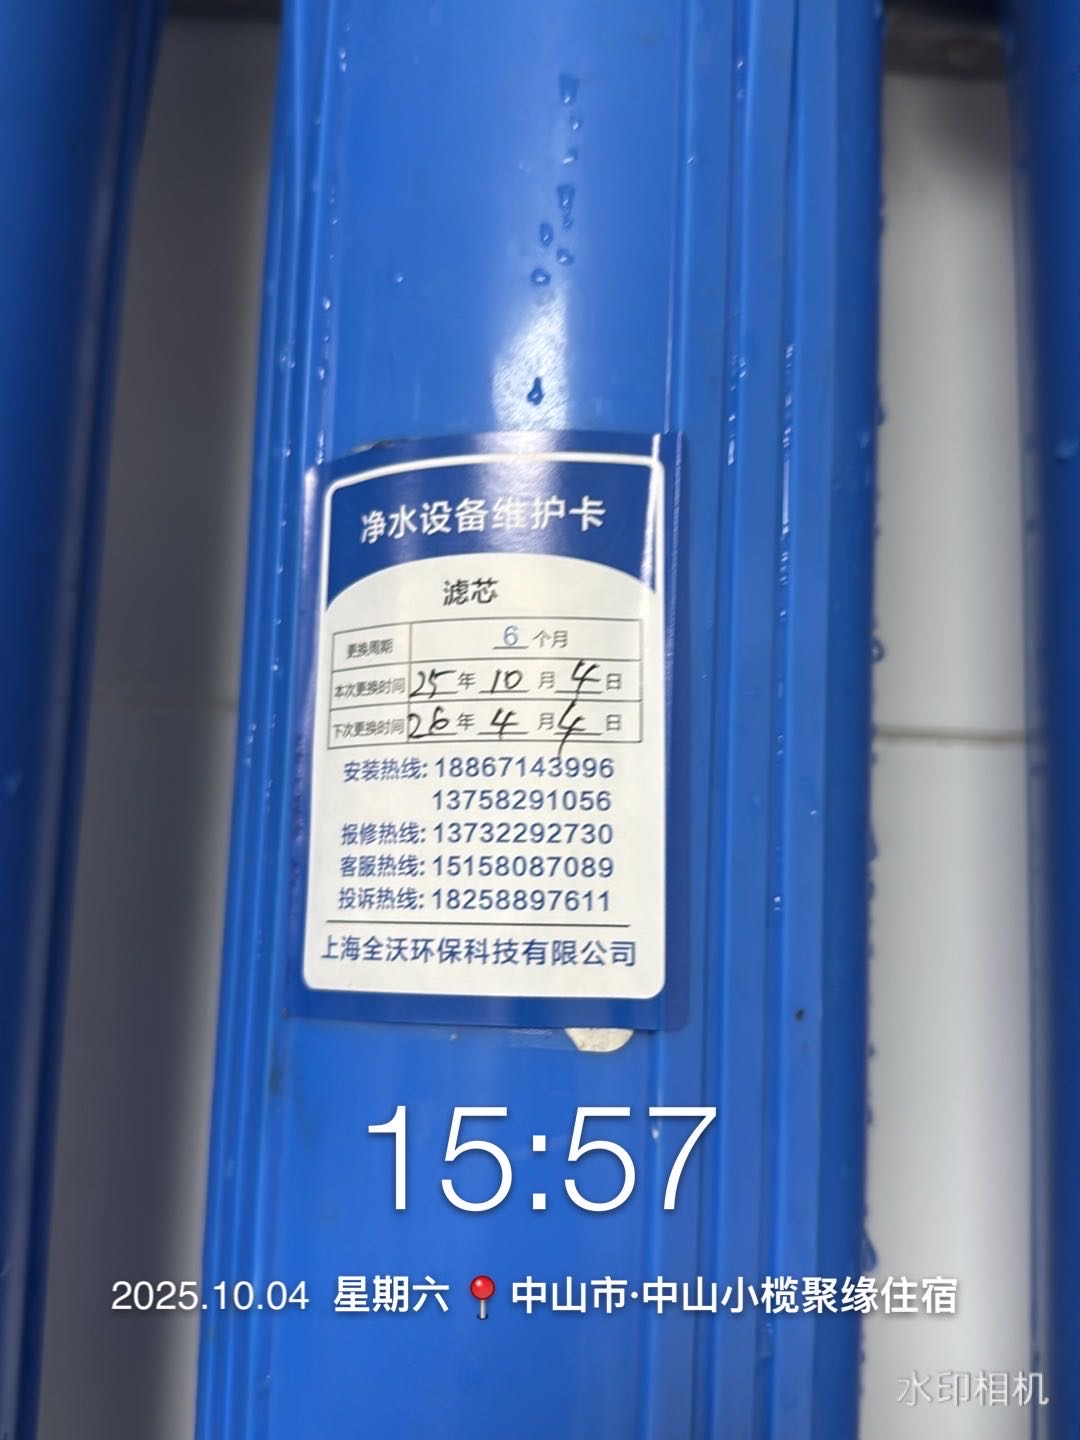 净水设备维护卡
滤芯
更换周期 6 个月
本次更换时间 25年 10 月 4日
下次更换时间 26年 4 月 4 日
安装热线: 18867143996
13758291056
报修热线: 13732292730
客服热线: 15158087089
投诉热线: 18258897611
上海全沃环保科技有限公司
15:57
2025.10.04 星期六 📍 中山市·中山小榄聚缘住宿
水印相机